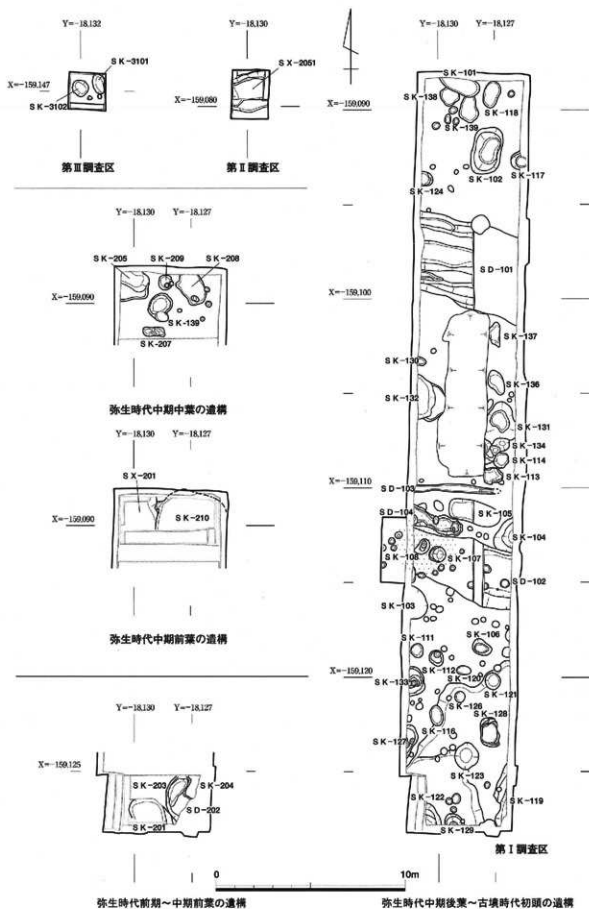 Y=-18,132
SK-3101
X=-159,147
SK-3102
第Ⅲ調査区
Y=-18,130
SX-2051
X=-159,080
第Ⅱ調査区
Y=-18,130
Y=-18,127
SK-205
SK-209
SK-208
X=-159,090
SK-139
SK-207
弥生時代中期中葉の遺構
Y=-18,130
Y=-18,127
SX-201
X=-159,090
SK-210
弥生時代中期前葉の遺構
Y=-18,130
Y=-18,127
X=-159,125
SK-203
SK-204
SD-202
SK-201
弥生時代前期～中期前葉の遺構
Y=-18,130
Y=-18,127
SK-101
SK-138
SK-118
X=-159,090
SK-139
SK-102
SK-117
SK-124
SD-101
X=-159,100
SK-137
SK-130
SK-136
SK-132
SK-131
SK-134
SK-114
SK-113
X=-159,110
SD-103
SD-104
SK-105
SK-104
SK-108
SK-107
SD-102
SK-103
SK-111
SK-106
SK-112
X=-159,120
SK-120
SK-133
SK-121
SK-126
SK-116
SK-128
SK-127
SK-123
SK-122
SK-119
SK-129
第Ⅰ調査区
0
10m
弥生時代中期後葉～古墳時代初頭の遺構